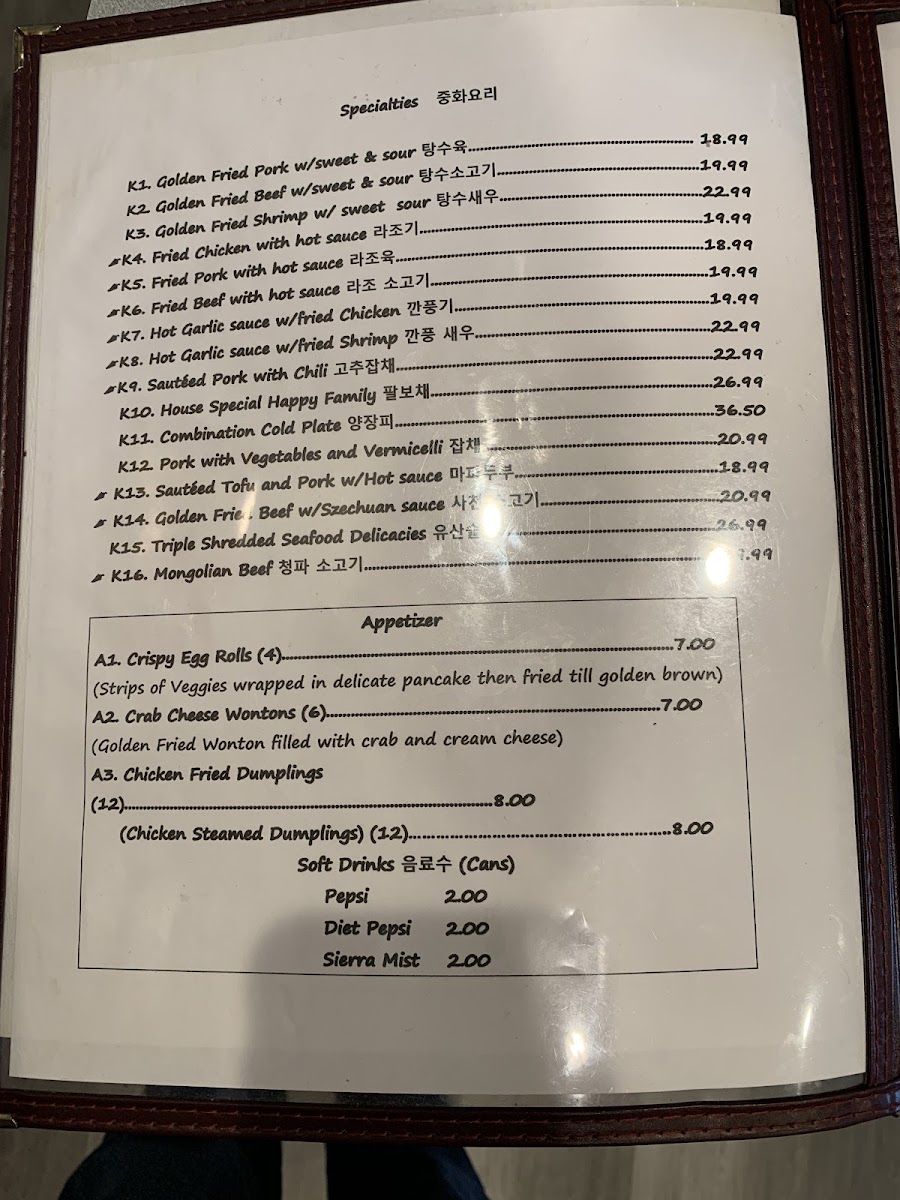 Specialties 중화요리
K1. Golden Fried Pork w/sweet & sour 탕수육 18.99
K2. Golden Fried Beef w/sweet & sour 탕수소고기 19.99
K3. Golden Fried Shrimp w/ sweet sour 탕수새우 22.99
K4. Fried Chicken with hot sauce 라조기 19.99
K5. Fried Pork with hot sauce 라조육 18.99
K6. Fried Beef with hot sauce 라조 소고기 19.99
K7. Hot Garlic sauce w/fried Chicken 깐풍기 19.99
K8. Hot Garlic sauce w/fried Shrimp 깐풍 새우 22.99
K9. Sautéed Pork with Chili 고추잡채 22.99
K10. House Special Happy Family 팔보채 26.99
K11. Combination Cold Plate 양장피 36.50
K12. Pork with Vegetables and Vermicelli 잡채 20.99
K13. Sautéed Tofu and Pork w/Hot sauce 마파두부 18.99
K14. Golden Fried Beef w/Szechuan sauce 20.99
K15. Triple Shredded Seafood Delicacies 유산슬 26.99
K16. Mongolian Beef 청파 소고기
Appetizer
A1. Crispy Egg Rolls (4) 7.00
(Strips of Veggies wrapped in delicate pancake then fried till golden brown)
A2. Crab Cheese Wontons (6) 7.00
(Golden Fried Wonton filled with crab and cream cheese)
A3. Chicken Fried Dumplings
(12) 8.00
(Chicken Steamed Dumplings) (12) 8.00
Soft Drinks 음료수 (Cans)
Pepsi 2.00
Diet Pepsi 2.00
Sierra Mist 2.00